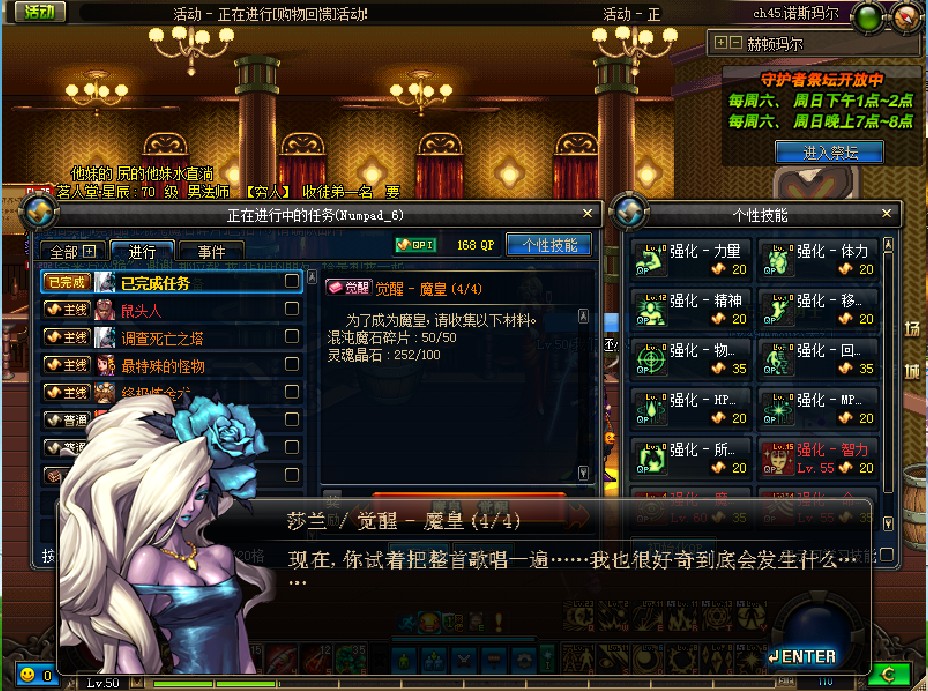 活动
活动 - 正在进行[购物回馈]活动!
活动 - 正
ch45.诺斯玛尔
赫顿玛尔
守护者祭坛开放中
每周六、周日下午1点~2点
每周六、周日晚上7点~8点
进入祭坛
他妹的 屌的他妹水直淌
茗人堂-星辰 : 70 级 男法师 【穷人】 收徒第一名 要
正在进行中的任务(Numpad_6)
全部
进行
事件
QPI
168 QP
个性技能
已完成
已完成任务
主线
鼠头人
主线
调查死亡之塔
主线
最特殊的怪物
主线
普通
觉醒
觉醒 - 魔皇 (4/4)
为了成为魔皇, 请收集以下材料。
混沌魔石碎片 : 50/50
灵魂晶石 : 252/100
个性技能
强化 - 力量
20
强化 - 体力
20
强化 - 精神
20
强化 - 移...
20
强化 - 物...
35
强化 - 回...
35
强化 - HP...
20
强化 - MP...
20
强化 - 所...
20
强化 - 智力
Lv. 55
20
莎兰 / 觉醒 - 魔皇(4/4)
现在, 你试着把整首歌唱一遍……我也很好奇到底会发生什么…
…
ENTER
0
Lv.50
110